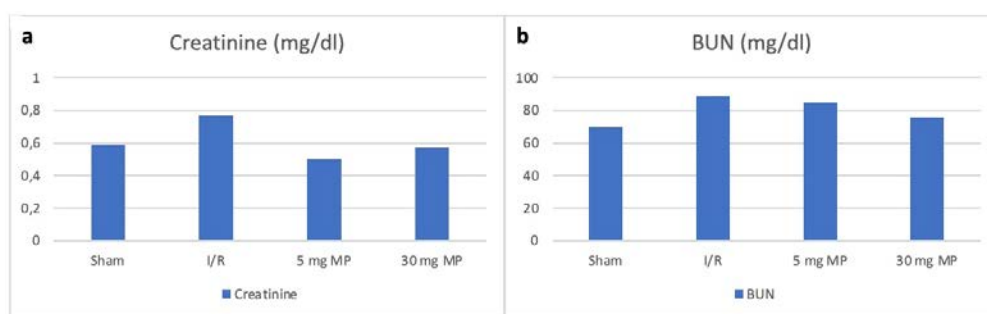 a
Creatinine (mg/dl)
1
0,8
0,6
0,4
0,2
0
Sham I/R 5 mg MP 30 mg MP
Creatinine
b
BUN (mg/dl)
100
80
60
40
20
0
Sham I/R 5 mg MP 30 mg MP
BUN